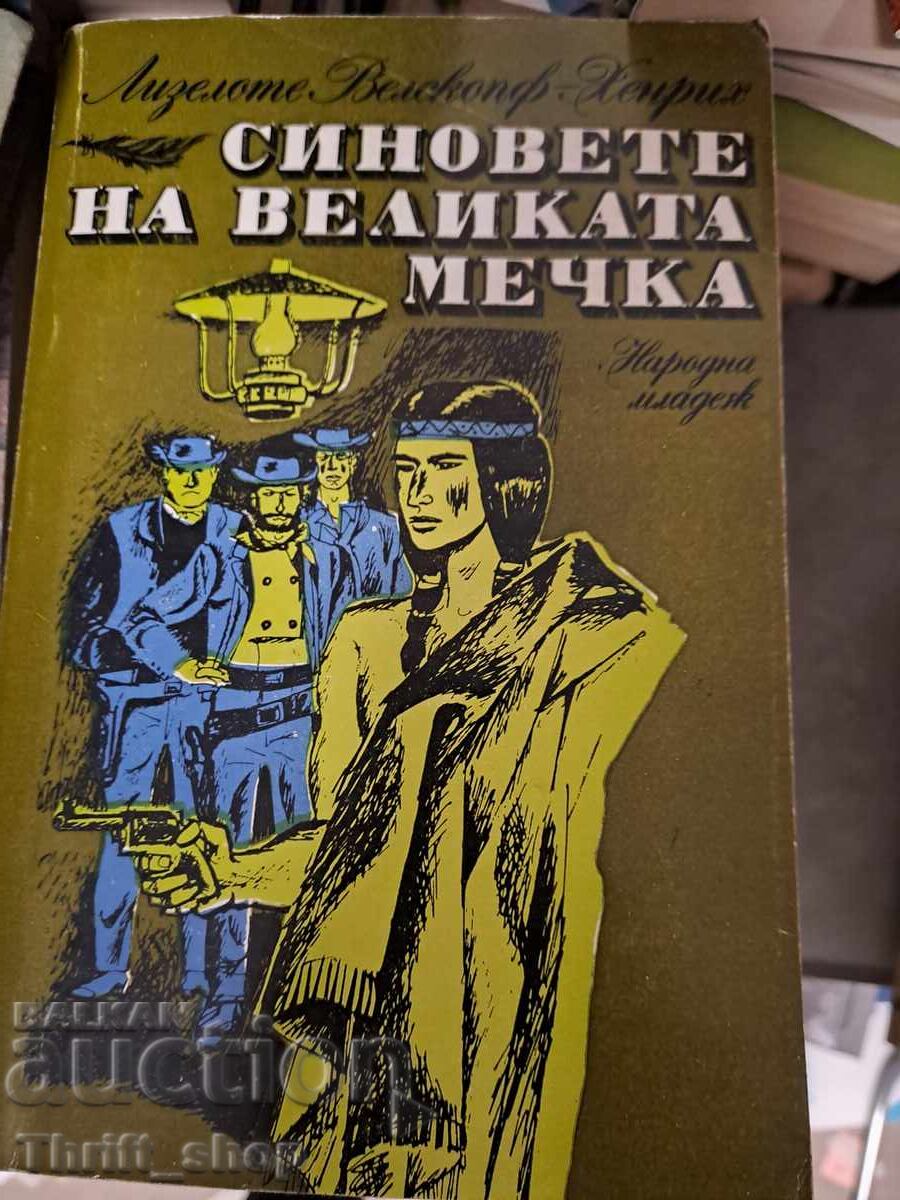 Лизелоте Велскопф-Хенрих
СИНОВЕТЕ
НА ВЕЛИКАТА
МЕЧКА
Народна
младеж
BALKAN
auction
Thrift_shop